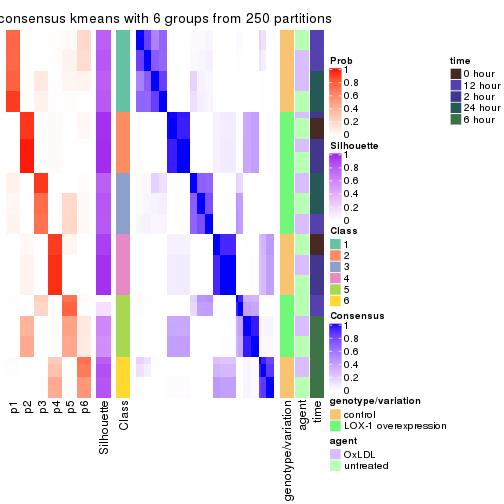 consensus kmeans with 6 groups from 250 partitions
Prob
1
0.8
0.6
0.4
0.2
0
time
0 hour
12 hour
2 hour
24 hour
6 hour
Silhouette
1
0.8
0.6
0.4
0.2
0
Class
1
2
3
4
5
6
Consensus
1
0.8
0.6
0.4
0.2
0
genotype/variation
control
LOX-1 overexpression
agent
OxLDL
untreated
p1
p2
p3
p4
p5
p6
Silhouette
Class
genotype/variation
agent
time